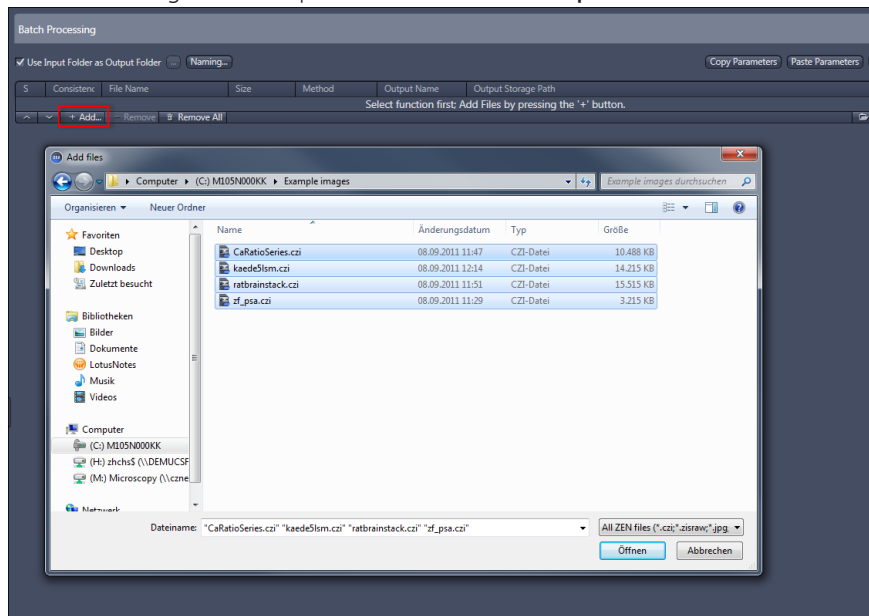 Batch Processing
Use Input Folder as Output Folder ... Naming... Copy Parameters Paste Parameters
S Consistenc File Name Size Method Output Name Output Storage Path
Select function first; Add Files by pressing the '+' button.
+ Add... - Remove Remove All
Add files
Computer (C:) M105N000KK Example images Example images durchsuchen
Organisieren Neuer Ordner
Favoriten
Desktop
Downloads
Zuletzt besucht
Bibliotheken
Bilder
Dokumente
LotusNotes
Musik
Videos
Computer
(C:) M105N000KK
(H:) zhchs$ (\\DEMUCSF
(M:) Microscopy (\\czne
Netzwerk
Name Änderungsdatum Typ Größe
CaRatioSeries.czi 08.09.2011 11:47 CZI-Datei 10.488 KB
kaede5lsm.czi 08.09.2011 12:14 CZI-Datei 14.215 KB
ratbrainstack.czi 08.09.2011 11:51 CZI-Datei 15.515 KB
zf_psa.czi 08.09.2011 11:29 CZI-Datei 3.215 KB
Dateiname: "CaRatioSeries.czi" "kaede5lsm.czi" "ratbrainstack.czi" "zf_psa.czi" All ZEN files (*.czi;*.zisraw;*.jpg,
Öffnen Abbrechen